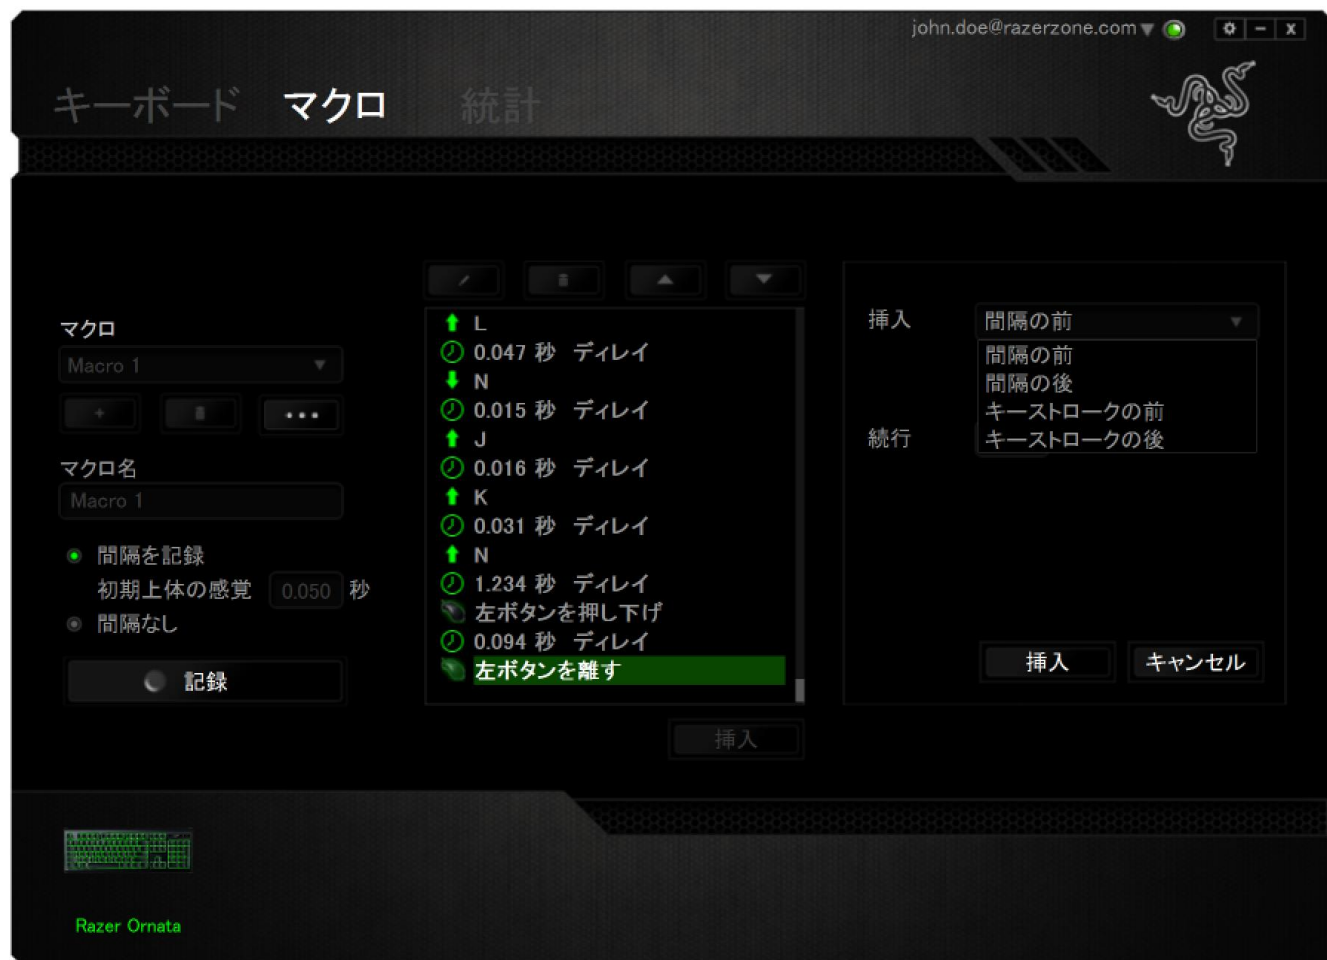 john.doe@razerzone.com
キーボード マクロ 統計
マクロ
Macro 1
マクロ名
Macro 1
間隔を記録
初期上体の感覚 0.050 秒
間隔なし
記録
L
0.047 秒 ディレイ
N
0.015 秒 ディレイ
J
0.016 秒 ディレイ
K
0.031 秒 ディレイ
N
1.234 秒 ディレイ
左ボタンを押し下げ
0.094 秒 ディレイ
左ボタンを離す
挿入
挿入 間隔の前
間隔の前
間隔の後
キーストロークの前
キーストロークの後
続行
挿入 キャンセル
Razer Ornata